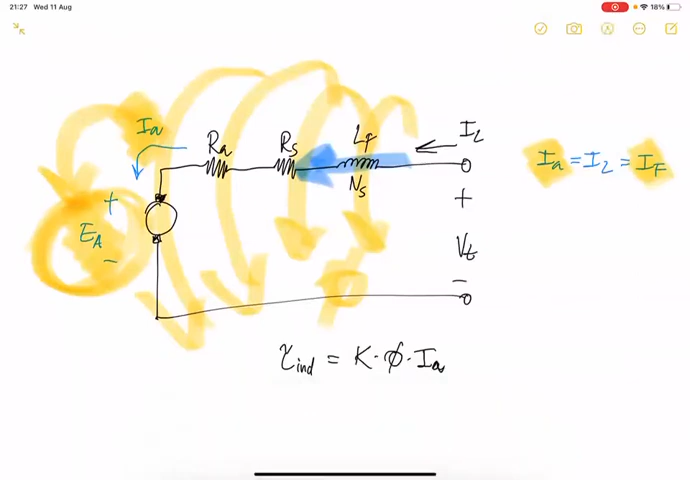 21:27 Wed 11 Aug
18%
Ia
Ra
Rs
LF
IL
Ns
Ia = IL = IF
+
EA
-
+
Vt
-
φ
τind = K · φ · Ia